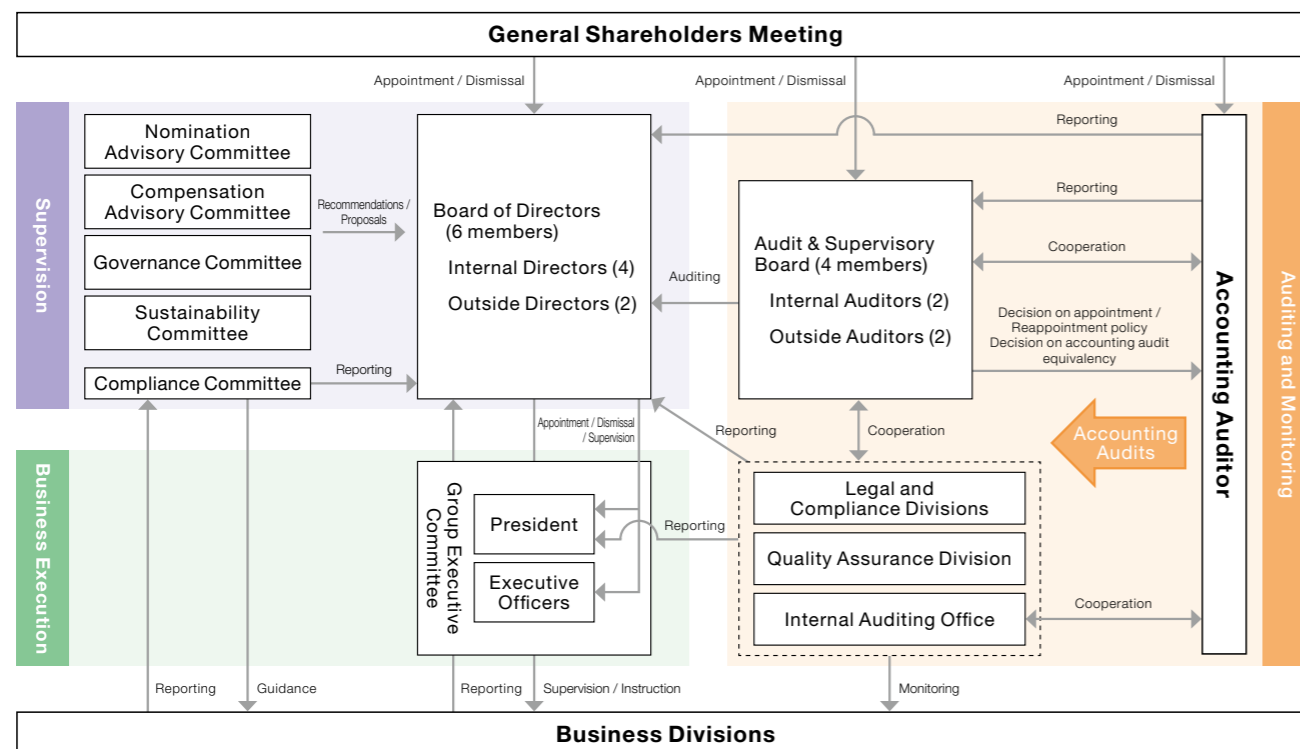 General Shareholders Meeting
Appointment / Dismissal
Appointment / Dismissal
Appointment / Dismissal
Supervision
Nomination
Advisory Committee
Compensation
Advisory Committee
Governance Committee
Sustainability
Committee
Compliance Committee
Recommendations /
Proposals
Reporting
Board of Directors
(6 members)
Internal Directors (4)
Outside Directors (2)
Auditing
Audit & Supervisory
Board (4 members)
Internal Auditors (2)
Outside Auditors (2)
Reporting
Reporting
Cooperation
Decision on appointment /
Reappointment policy
Decision on accounting audit
equivalency
Accounting Auditor
Auditing and Monitoring
Appointment / Dismissal
/ Supervision
Reporting
Cooperation
Accounting
Audits
Business Execution
Group Executive
Committee
President
Executive
Officers
Reporting
Legal and
Compliance Divisions
Quality Assurance Division
Internal Auditing Office
Cooperation
Reporting
Guidance
Reporting
Supervision / Instruction
Monitoring
Business Divisions